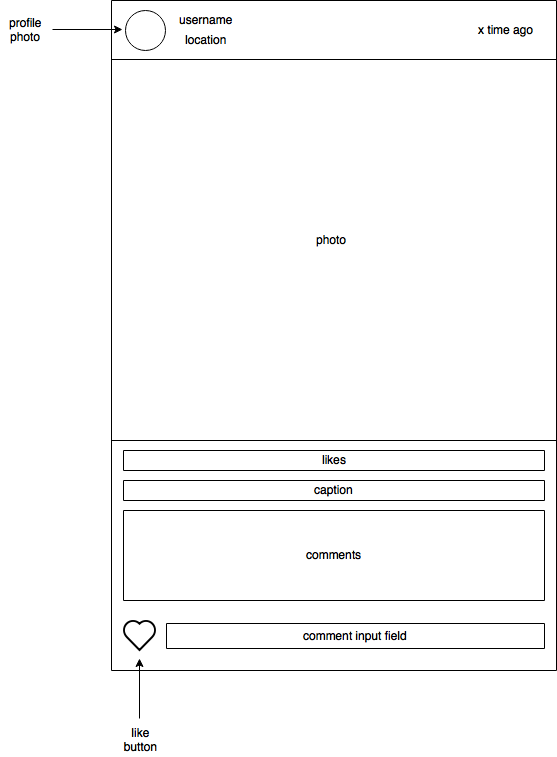 profile
photo
username
location
x time ago
photo
likes
caption
comments
comment input field
like
button